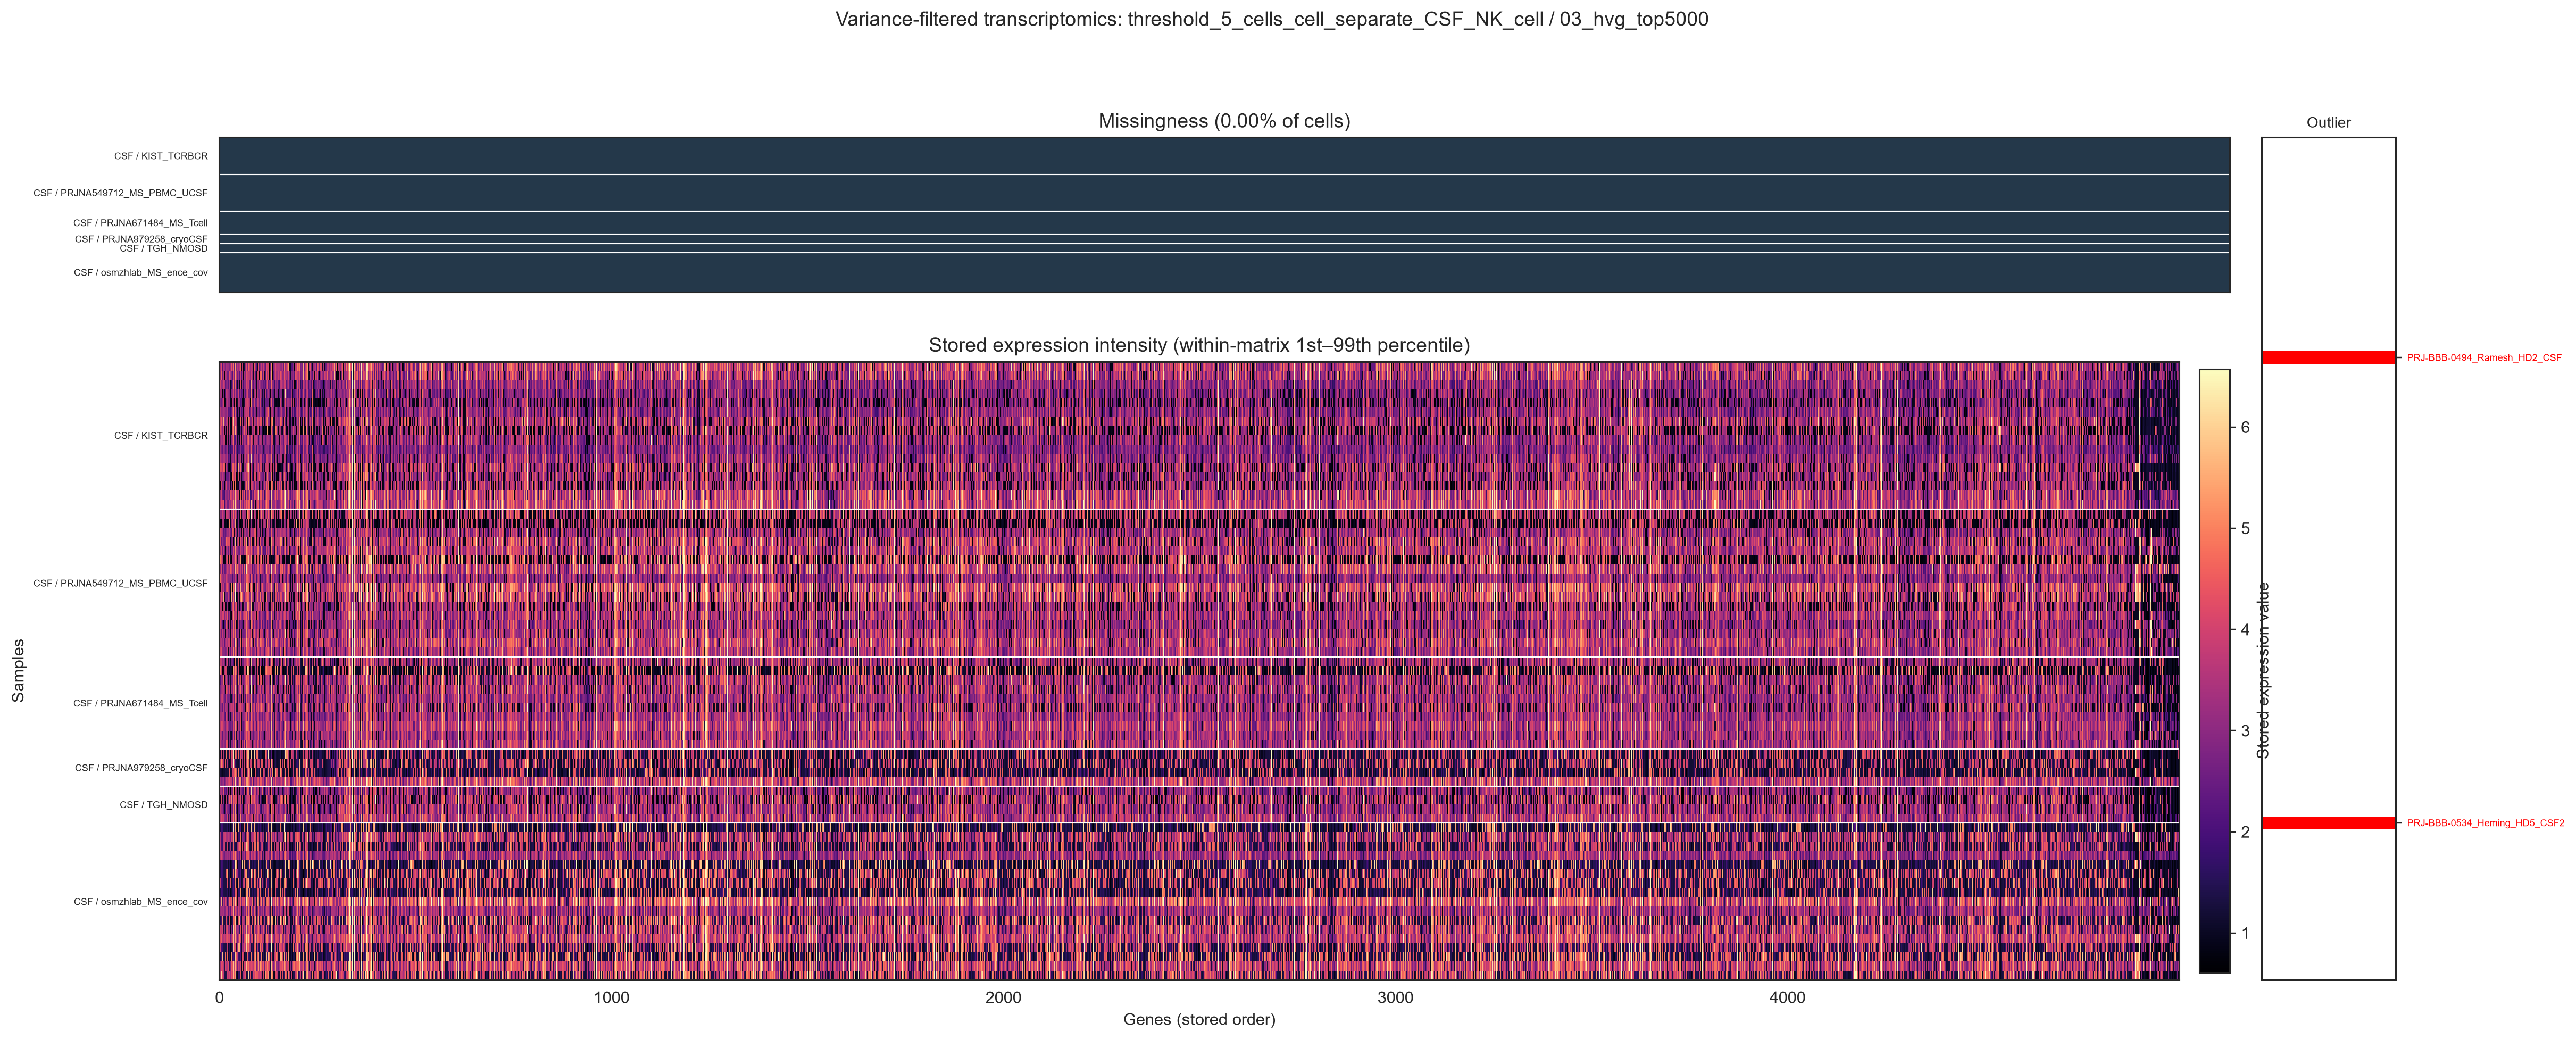 Variance-filtered transcriptomics: threshold_5_cells_cell_separate_CSF_NK_cell / 03_hvg_top5000
Missingness (0.00% of cells)
Outlier
CSF / KIST_TCRBCR
CSF / PRJNA549712_MS_PBMC_UCSF
CSF / PRJNA671484_MS_Tcell
CSF / PRJNA979258_cryoCSF
CSF / TGH_NMOSD
CSF / osmzhlab_MS_ence_cov
Stored expression intensity (within-matrix 1st–99th percentile)
PRJ-BBB-0494_Ramesh_HD2_CSF
PRJ-BBB-0534_Heming_HD5_CSF2
Samples
CSF / KIST_TCRBCR
CSF / PRJNA549712_MS_PBMC_UCSF
CSF / PRJNA671484_MS_Tcell
CSF / PRJNA979258_cryoCSF
CSF / TGH_NMOSD
CSF / osmzhlab_MS_ence_cov
6
5
4
3
2
1
Stored expression value
0 1000 2000 3000 4000
Genes (stored order)